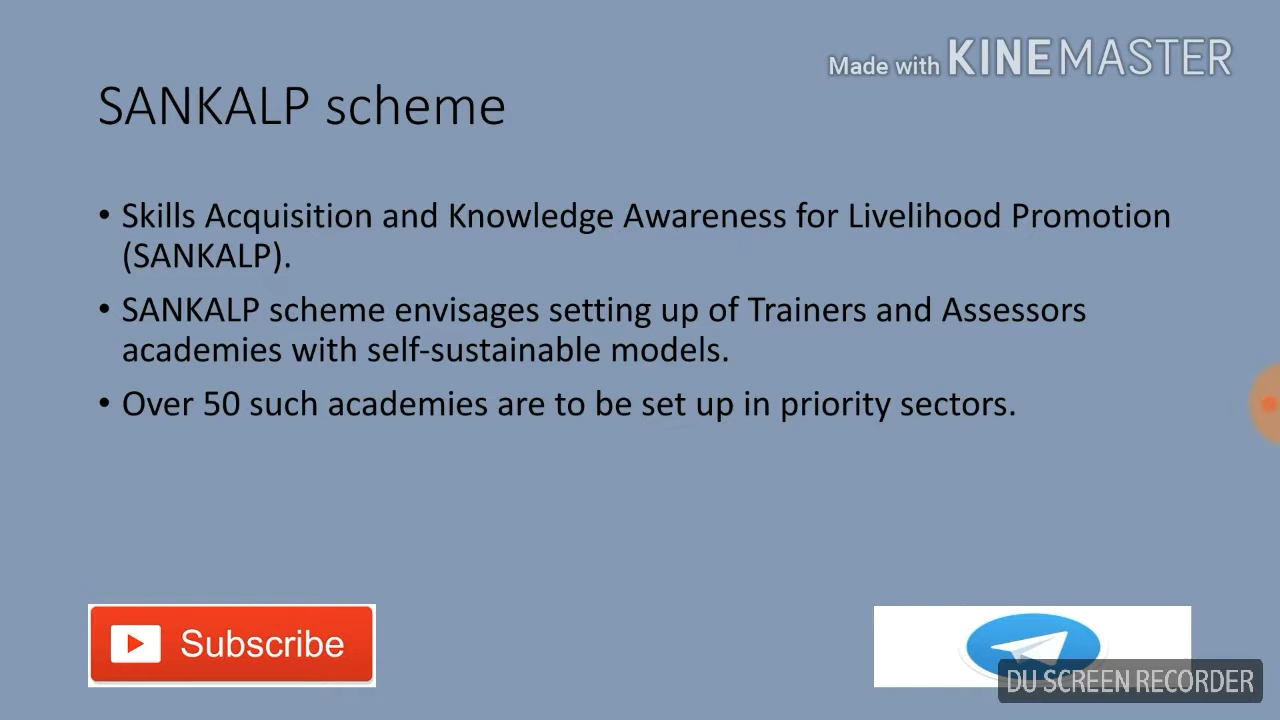 Made with KINEMASTER
SANKALP scheme
• Skills Acquisition and Knowledge Awareness for Livelihood Promotion
(SANKALP).
• SANKALP scheme envisages setting up of Trainers and Assessors
academies with self-sustainable models.
• Over 50 such academies are to be set up in priority sectors.
Subscribe
DU SCREEN RECORDER